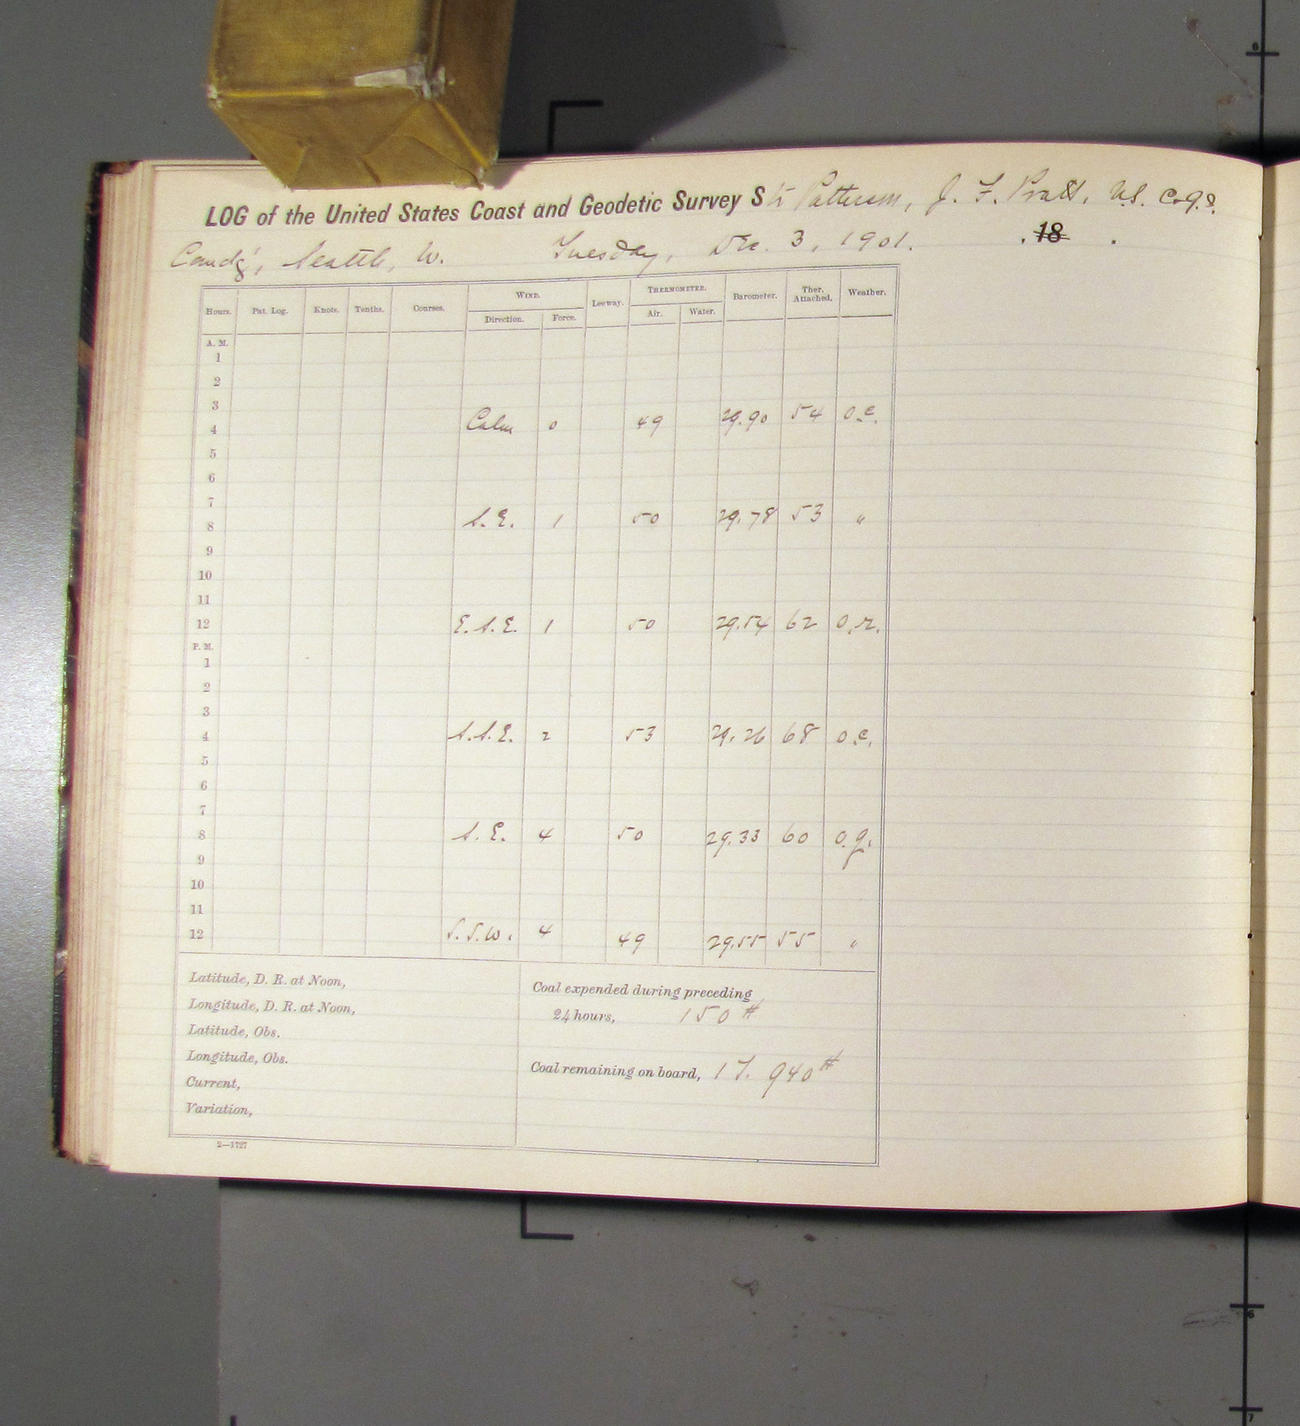 LOG of the United States Coast and Geodetic Survey Str Patterson, J. F. Pratt, U.S. C.&G.S.
Comd'g, Seattle, W. Tuesday, Dec. 3, 1901. . 18 .
Hours. Pat. Log. Knots. Tenths. Courses. WIND. Leeway. THERMOMETER. Barometer. Ther. Attached. Weather.
Direction. Force. Air. Water.
A. M.
1
2
3
4 Calm 0 49 29.90 54 O.c.
5
6
7
8 S.E. 1 50 29.78 53 "
9
10
11
12 E.S.E. 1 50 29.54 62 O.r.
P. M.
1
2
3
4 S.S.E. 2 53 29.26 68 O.c.
5
6
7
8 S.E. 4 50 29.33 60 O.q.
9
10
11
12 S.S.W. 4 49 29.55 55 "
Latitude, D. R. at Noon,
Longitude, D. R. at Noon,
Latitude, Obs.
Longitude, Obs.
Current,
Variation,
Coal expended during preceding
24 hours, 150 #
Coal remaining on board, 17. 940 #
2—1727
6
6
7